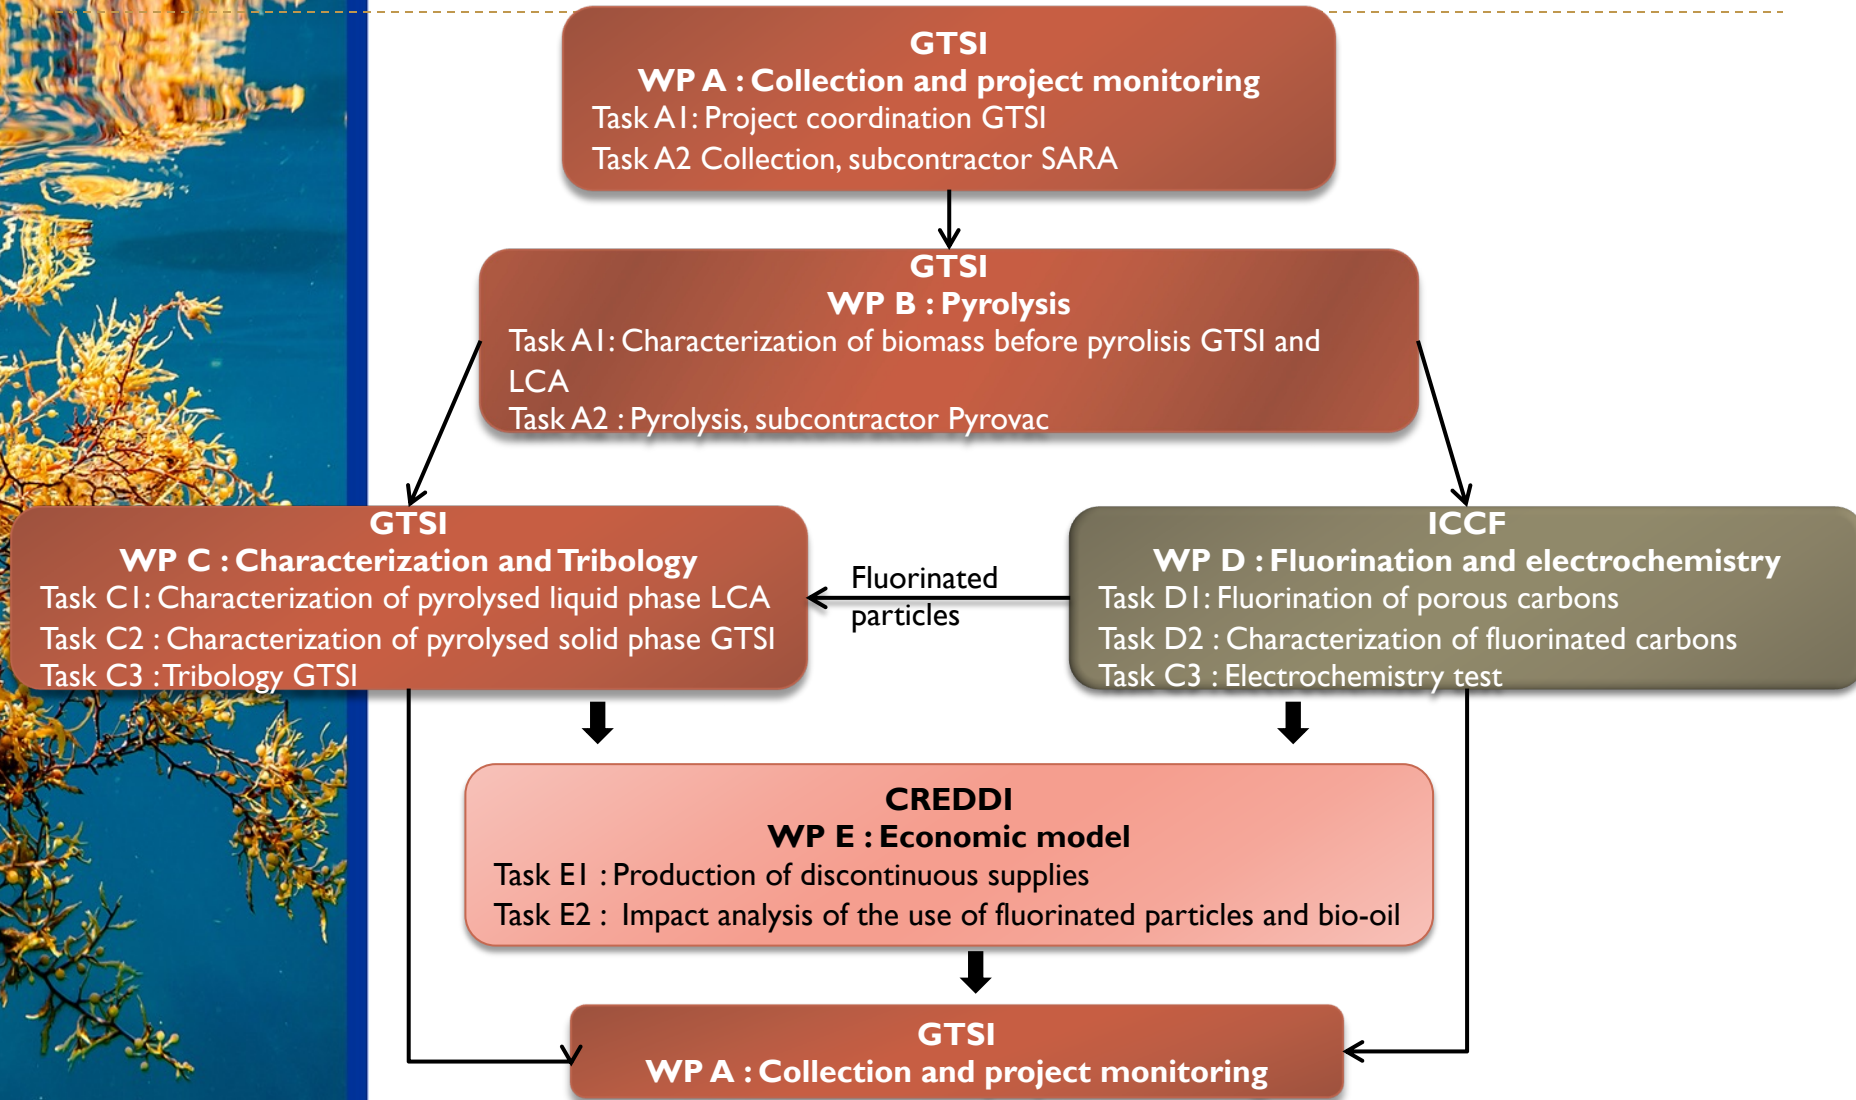 GTSI
WP A : Collection and project monitoring
Task A1: Project coordination GTSI
Task A2 Collection, subcontractor SARA
GTSI
WP B : Pyrolysis
Task A1: Characterization of biomass before pyrolisis GTSI and
LCA
Task A2 : Pyrolysis, subcontractor Pyrovac
GTSI
WP C : Characterization and Tribology
Task C1: Characterization of pyrolysed liquid phase LCA
Task C2 : Characterization of pyrolysed solid phase GTSI
Task C3 : Tribology GTSI
Fluorinated
particles
ICCF
WP D : Fluorination and electrochemistry
Task D1: Fluorination of porous carbons
Task D2 : Characterization of fluorinated carbons
Task C3 : Electrochemistry test
CREDDI
WP E : Economic model
Task E1 : Production of discontinuous supplies
Task E2 :  Impact analysis of the use of fluorinated particles and bio-oil
GTSI
WP A : Collection and project monitoring